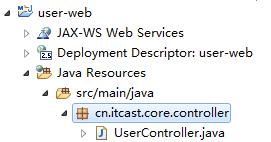 user-web
JAX-WS Web Services
Deployment Descriptor: user-web
Java Resources
src/main/java
cn.itcast.core.controller
UserController.java